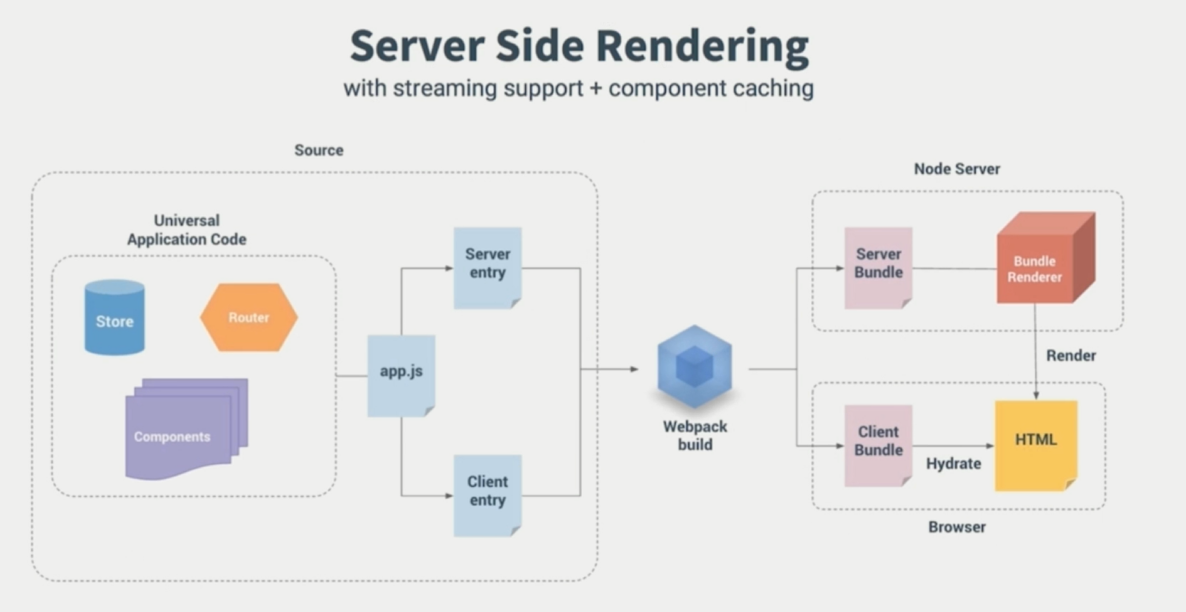 Server Side Rendering
with streaming support + component caching
Source
Universal
Application Code
Store
Router
Components
app.js
Server
entry
Client
entry
Webpack
build
Node Server
Server
Bundle
Bundle
Renderer
Render
Client
Bundle
Hydrate
HTML
Browser